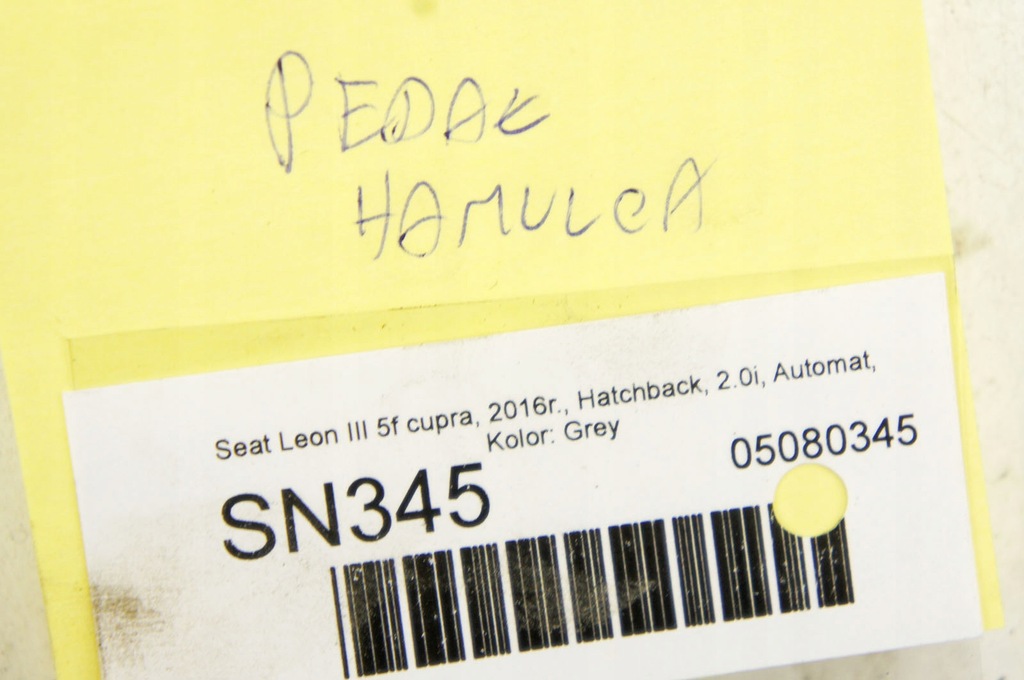 PEDAŁ
HAMULCA
Seat Leon III 5f cupra, 2016r., Hatchback, 2.0i, Automat,
Kolor: Grey
05080345
SN345